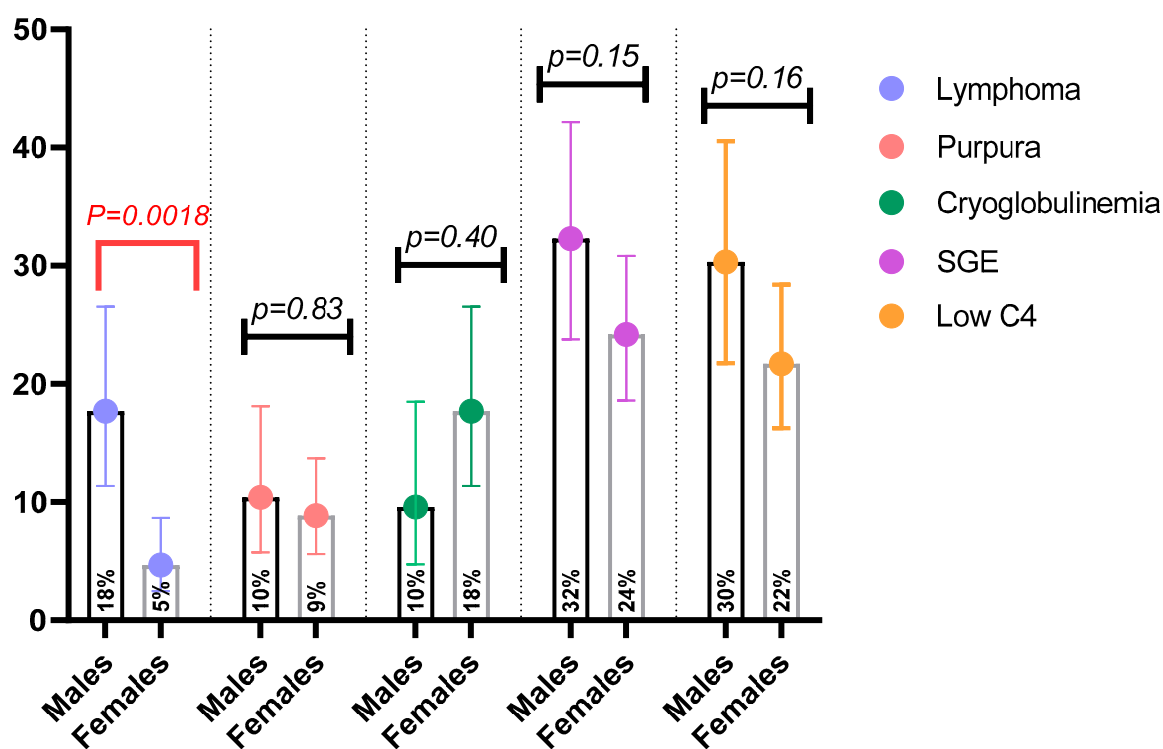 50
40
30
20
10
0
P=0.0018
p=0.83
p=0.40
p=0.15
p=0.16
18%
5%
10%
9%
10%
18%
32%
24%
30%
22%
Males
Females
Males
Females
Males
Females
Males
Females
Males
Females
Lymphoma
Purpura
Cryoglobulinemia
SGE
Low C4